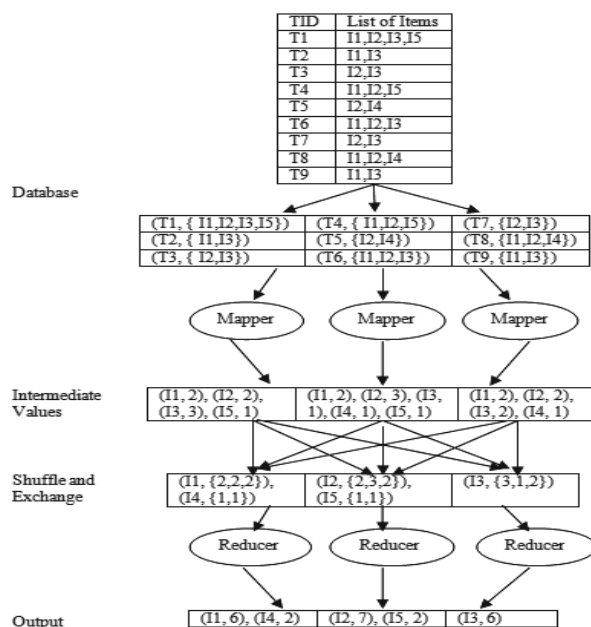 TID List of Items
T1 I1,I2,I3,I5
T2 I1,I3
T3 I2,I3
T4 I1,I2,I5
T5 I2,I4
T6 I1,I2,I3
T7 I2,I3
T8 I1,I2,I4
T9 I1,I3
Database
(T1, { I1,I2,I3,I5}) (T4, { I1,I2,I5}) (T7, {I2,I3})
(T2, { I1,I3}) (T5, {I2,I4}) (T8, {I1,I2,I4})
(T3, { I2,I3}) (T6, {I1,I2,I3}) (T9, {I1,I3})
Mapper Mapper Mapper
Intermediate Values
(I1, 2), (I2, 2), (I3, 3), (I5, 1)
(I1, 2), (I2, 3), (I3, 1), (I4, 1), (I5, 1)
(I1, 2), (I2, 2), (I3, 2), (I4, 1)
Shuffle and Exchange
(I1, {2,2,2}), (I4, {1,1})
(I2, {2,3,2}), (I5, {1,1})
(I3, {3,1,2})
Reducer Reducer Reducer
Output
(I1, 6), (I4, 2) (I2, 7), (I5, 2) (I3, 6)